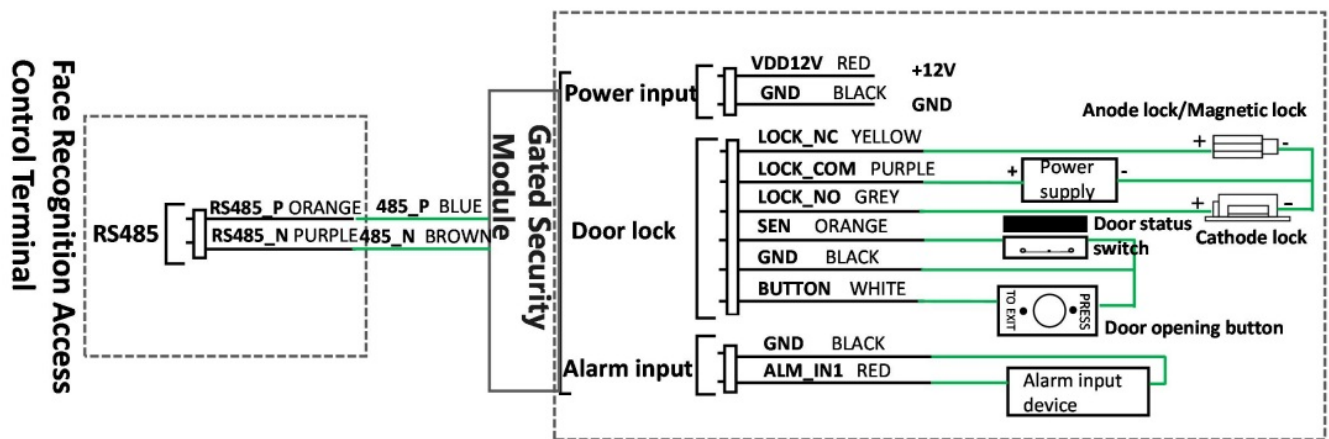 Face Recognition Access
Control Terminal
RS485
RS485_P ORANGE
RS485_N PURPLE
485_P BLUE
485_N BROWN
Gated Security
Module
Power input
VDD12V RED
+12V
GND BLACK
GND
Door lock
LOCK_NC YELLOW
LOCK_COM PURPLE
LOCK_NO GREY
SEN ORANGE
GND BLACK
BUTTON WHITE
Anode lock/Magnetic lock
+ -
+ Power -
supply
+ -
Cathode lock
Door status
switch
PRESS
TO EXIT
Door opening button
Alarm input
GND BLACK
ALM_IN1 RED
Alarm input
device